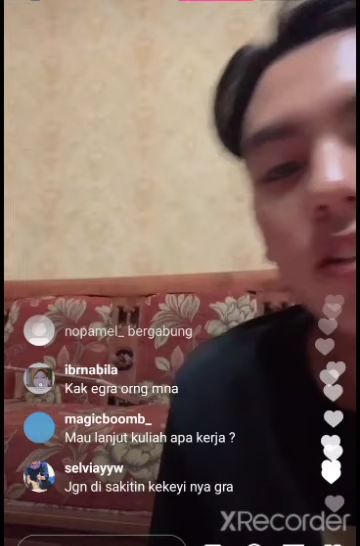 nopamel_ bergabung
ibrnabila
Kak egra orng mna
magicboomb_
Mau lanjut kuliah apa kerja ?
selviayyw
Jgn di sakitin kekeyi nya gra
XRecorder